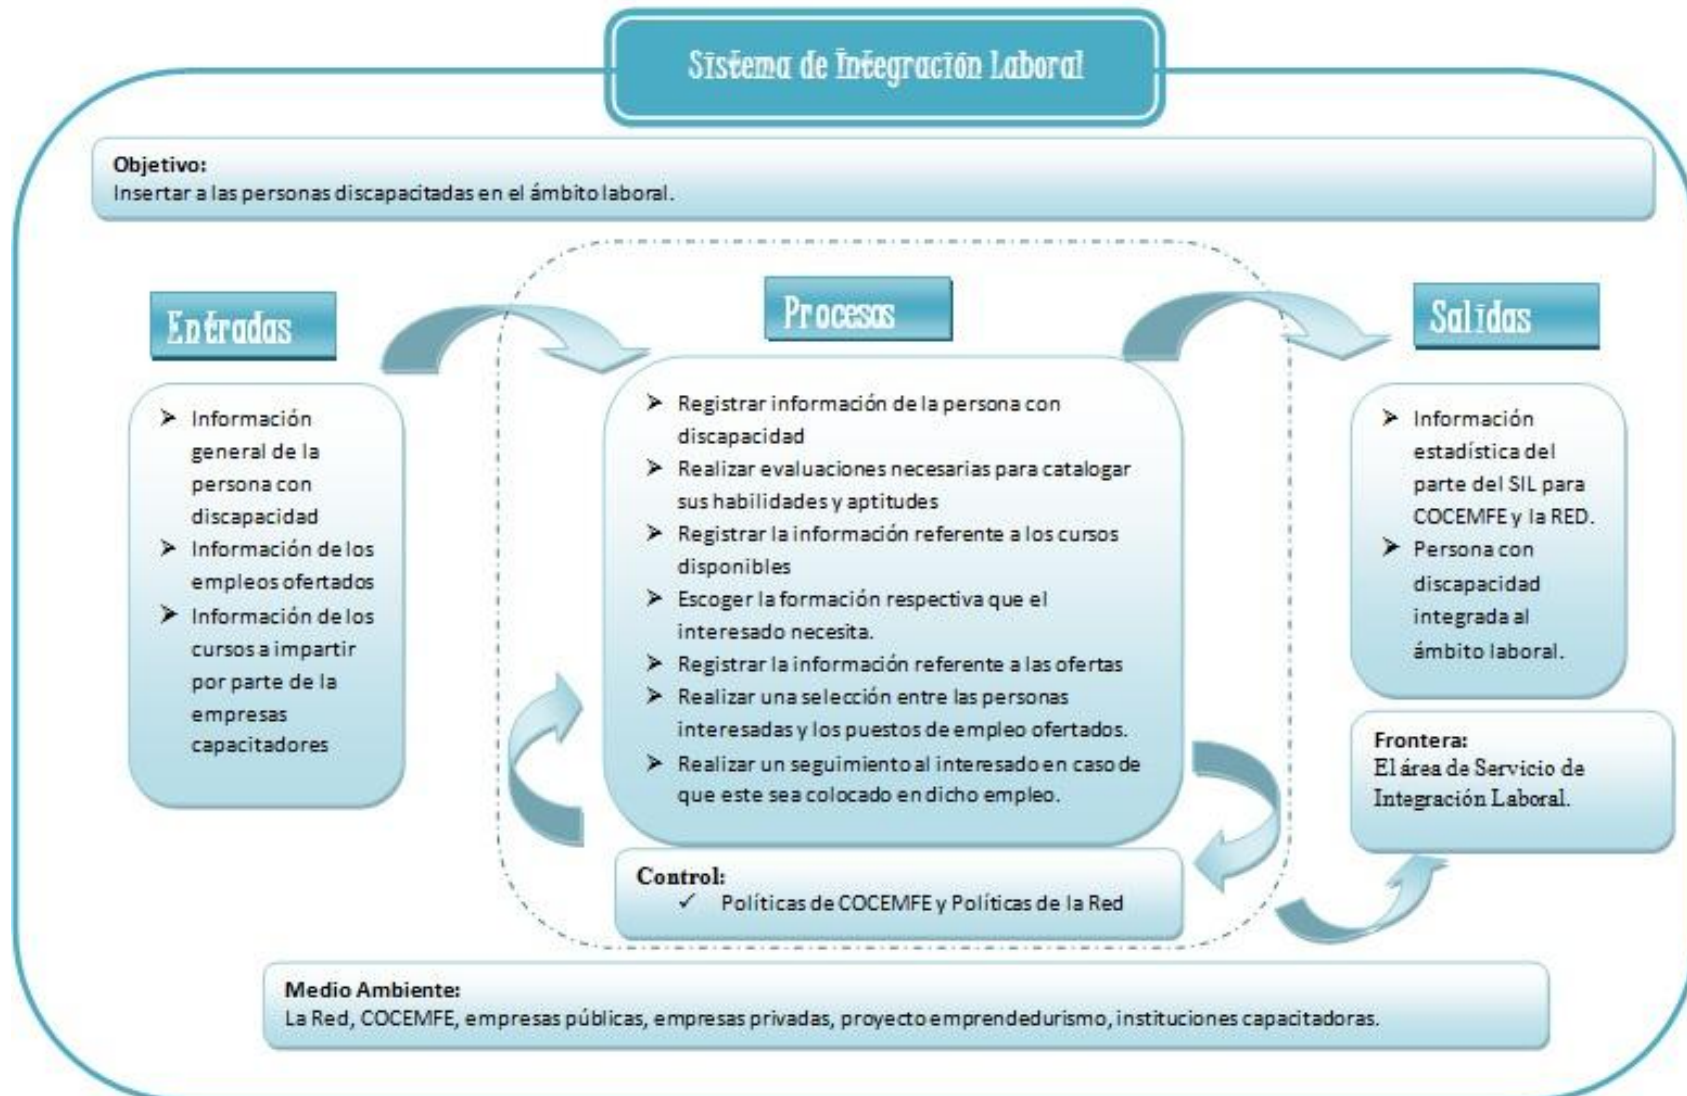 Sistema de Integración Laboral
Objetivo:
Insertar a las personas discapacitadas en el ámbito laboral.
Entradas
Información
general de la
persona con
discapacidad
Información de los
empleos ofertados
Información de los
cursos a impartir
por parte de la
empresas
capacitadores
Procesos
Registrar información de la persona con
discapacidad
Realizar evaluaciones necesarias para catalogar
sus habilidades y aptitudes
Registrar la información referente a los cursos
disponibles
Escoger la formación respectiva que el
interesado necesita.
Registrar la información referente a las ofertas
Realizar una selección entre las personas
interesadas y los puestos de empleo ofertados.
Realizar un seguimiento al interesado en caso de
que este sea colocado en dicho empleo.
Control:
✓ Políticas de COCEMFE y Políticas de la Red
Salidas
Información
estadística del
parte del SIL para
COCEMFE y la RED.
Persona con
discapacidad
integrada al
ámbito laboral.
Frontera:
El área de Servicio de
Integración Laboral.
Medio Ambiente:
La Red, COCEMFE, empresas públicas, empresas privadas, proyecto emprendedurismo, instituciones capacitadoras.